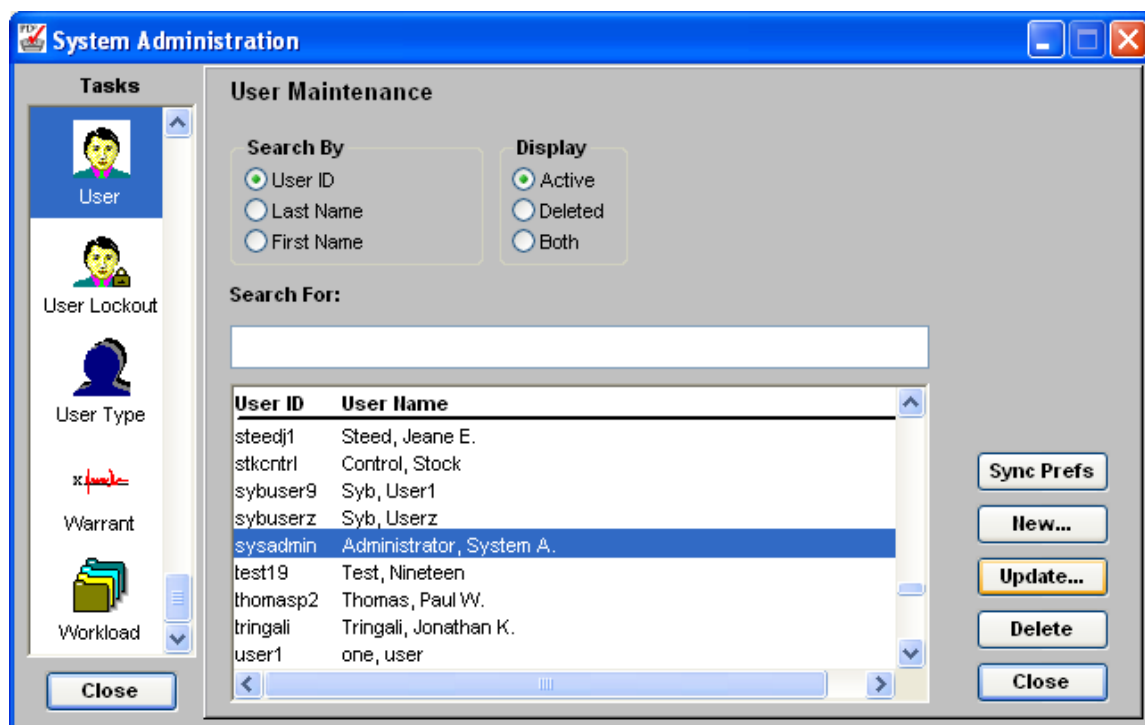 System Administration
Tasks
User
User Lockout
User Type
x
Warrant
Workload
Close
User Maintenance
Search By
User ID
Last Name
First Name
Display
Active
Deleted
Both
Search For:
User ID User Name
steedj1 Steed, Jeane E.
stkcntrl Control, Stock
sybuser9 Syb, User1
sybuserz Syb, Userz
sysadmin Administrator, System A.
test19 Test, Nineteen
thomasp2 Thomas, Paul W.
tringali Tringali, Jonathan K.
user1 one, user
Sync Prefs
New...
Update...
Delete
Close